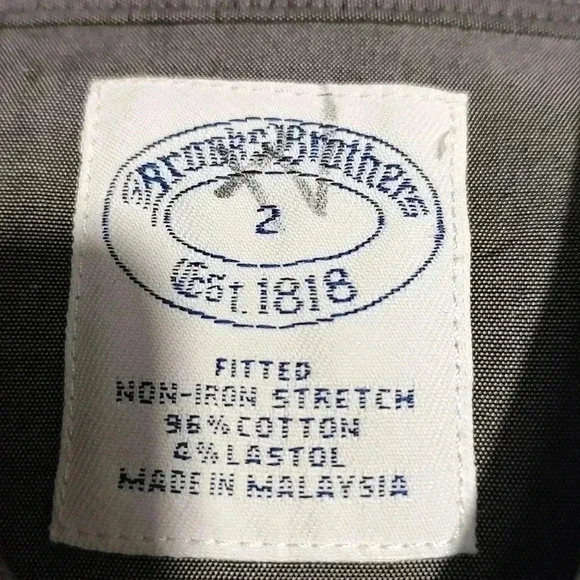 Brooks Brothers
2
Est. 1818
FITTED
NON-IRON STRETCH
96% COTTON
4% LASTOL
MADE IN MALAYSIA